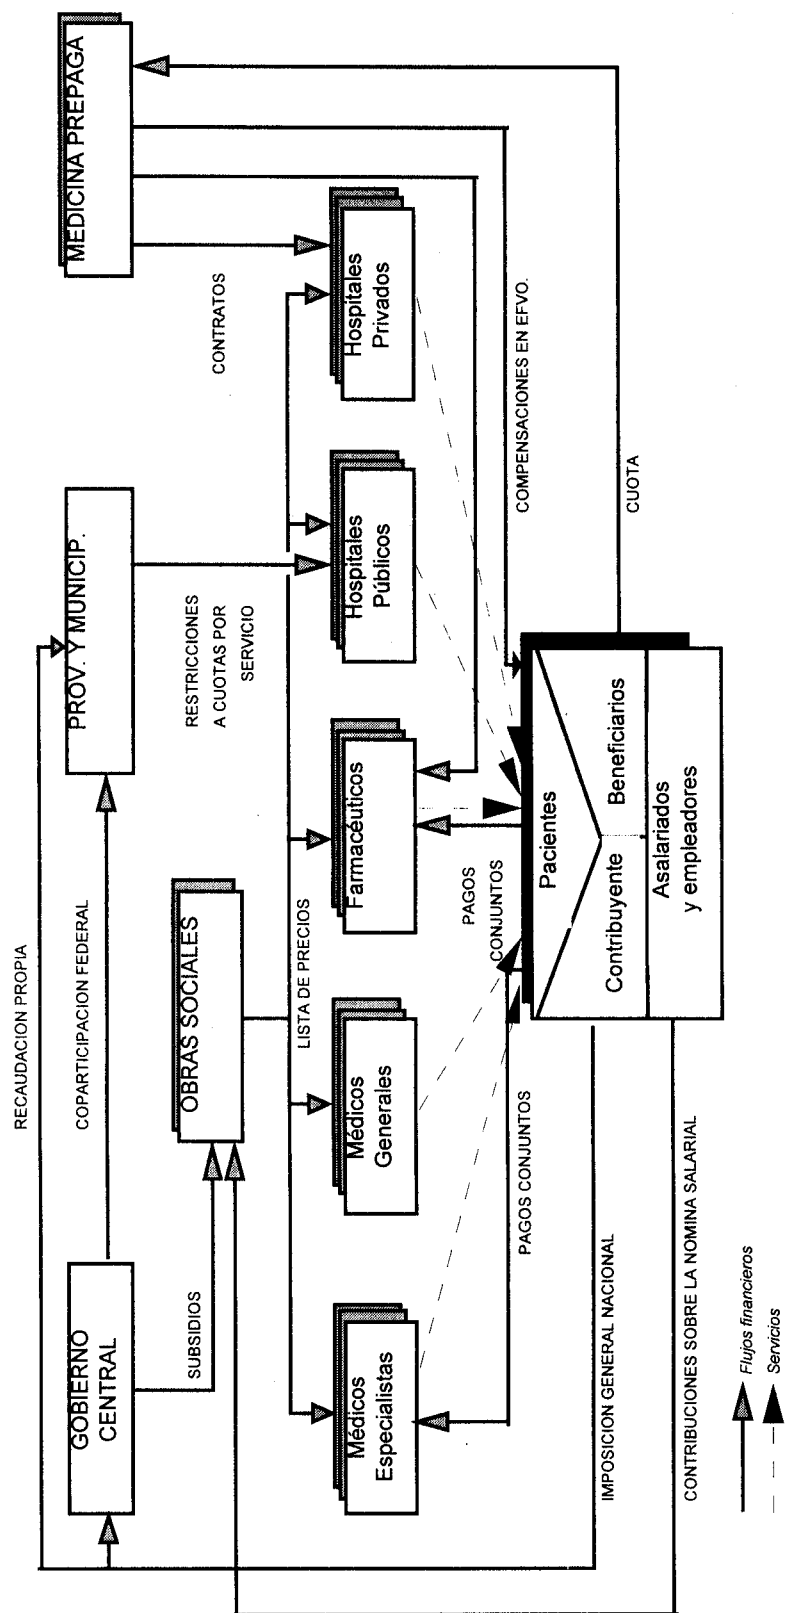 RECAUDACION PROPIA
COPARTICIPACION FEDERAL
GOBIERNO
CENTRAL
PROV. Y MUNICIP.
MEDICINA PREPAGA
SUBSIDIOS
OBRAS SOCIALES
RESTRICCIONES
A CUOTAS POR
SERVICIO
CONTRATOS
LISTA DE PRECIOS
Médicos
Especialistas
Médicos
Generales
Farmacéuticos
Hospitales
Públicos
Hospitales
Privados
PAGOS CONJUNTOS
PAGOS
CONJUNTOS
COMPENSACIONES EN EFVO.
Pacientes
Contribuyente
Beneficiarios
Asalariados
y empleadores
CUOTA
IMPOSICION GENERAL NACIONAL
CONTRIBUCIONES SOBRE LA NOMINA SALARIAL
Flujos financieros
Servicios